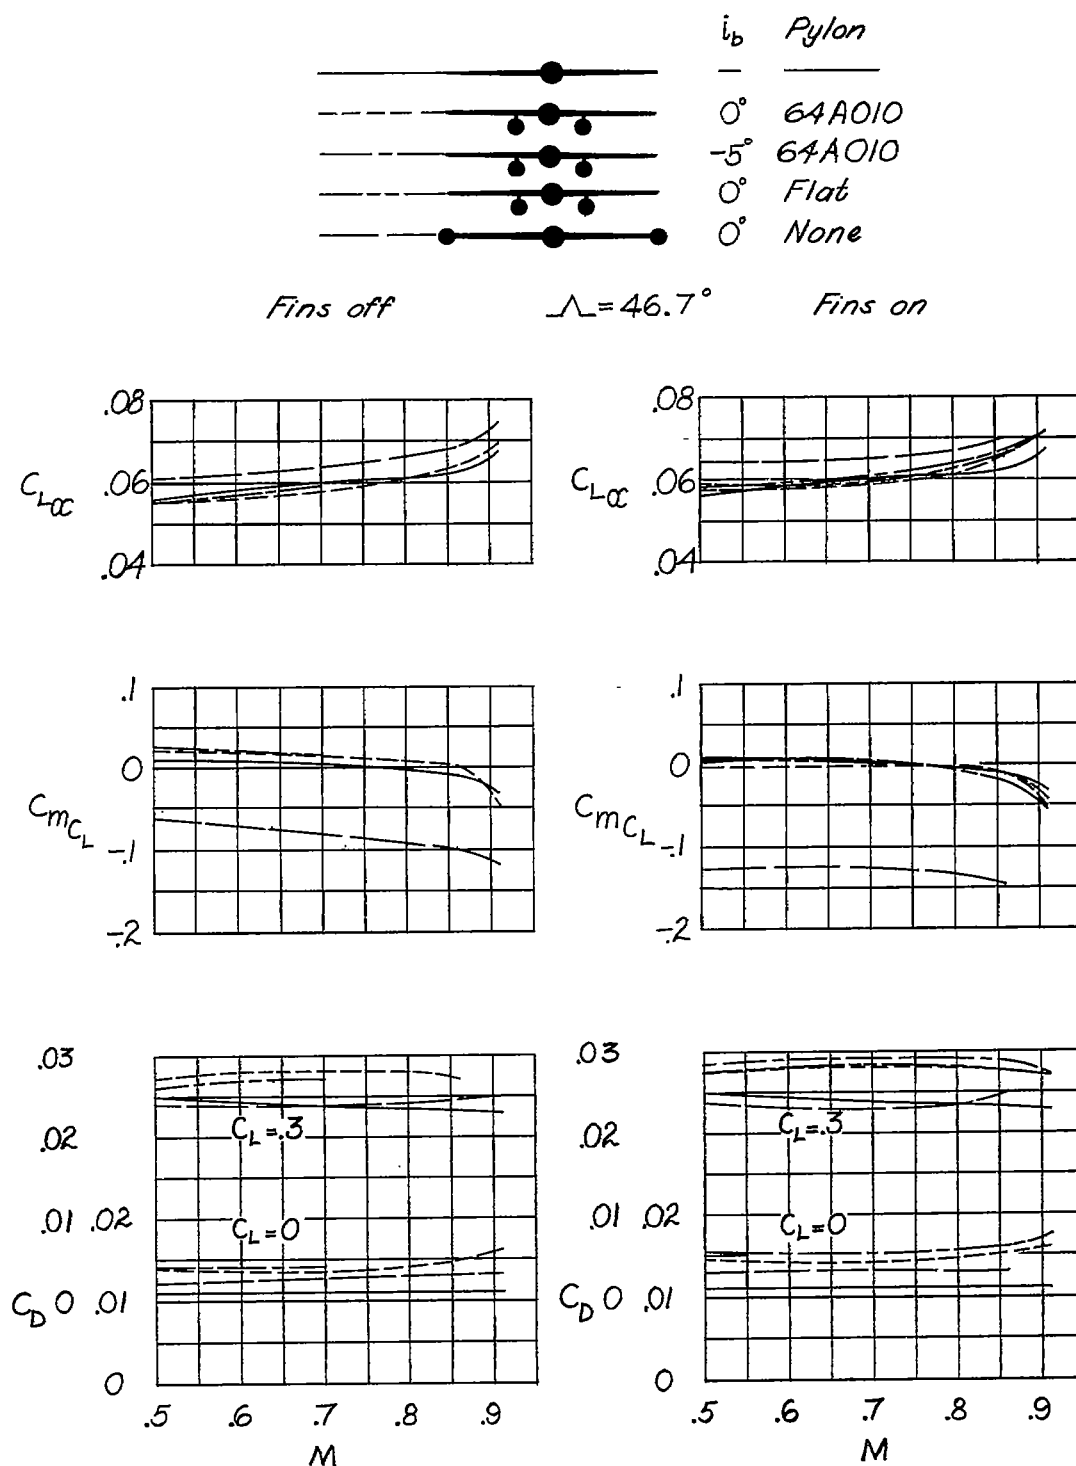 i_b Pylon
— ———
0° 64A010
-5° 64A010
0° Flat
0° None
Fins off Λ=46.7° Fins on
.08
.06
.04
C_Lα
.08
.06
.04
C_Lα
.1
0
-.1
-.2
C_mC_L
.1
0
-.1
-.2
C_mC_L
.03
.02
.01 .02
C_D 0 .01
0
C_L=.3
C_L=0
.5 .6 .7 .8 .9
M
.03
.02
.01 .02
C_D 0 .01
0
C_L=.3
C_L=0
.5 .6 .7 .8 .9
M